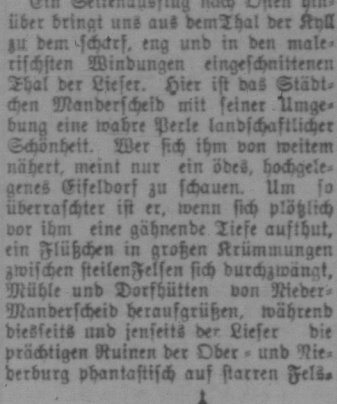 Ein Seitenausflug nach Osten hin-
über bringt uns aus dem Thal der Kyll
zu dem scharf, eng und in den male-
rischsten Windungen eingeschnittenen
Thal der Lieser. Hier ist das Städt-
chen Manderscheid mit seiner Umge-
bung eine wahre Perle landschaftlicher
Schönheit. Wer sich ihm von weitem
nähert, meint nur ein ödes, hochgele-
genes Eifeldorf zu schauen. Um so
überraschter ist er, wenn sich plötzlich
vor ihm eine gähnende Tiefe aufthut,
ein Flüßchen in großen Krümmungen
zwischen steilen Felsen sich durchzwängt,
Mühle und Dorfhütten von Nieder-
Manderscheid heraufgrüßen, während
diesseits und jenseits der Lieser die
prächtigen Ruinen der Ober- und Nie-
derburg phantastisch auf starren Fels-